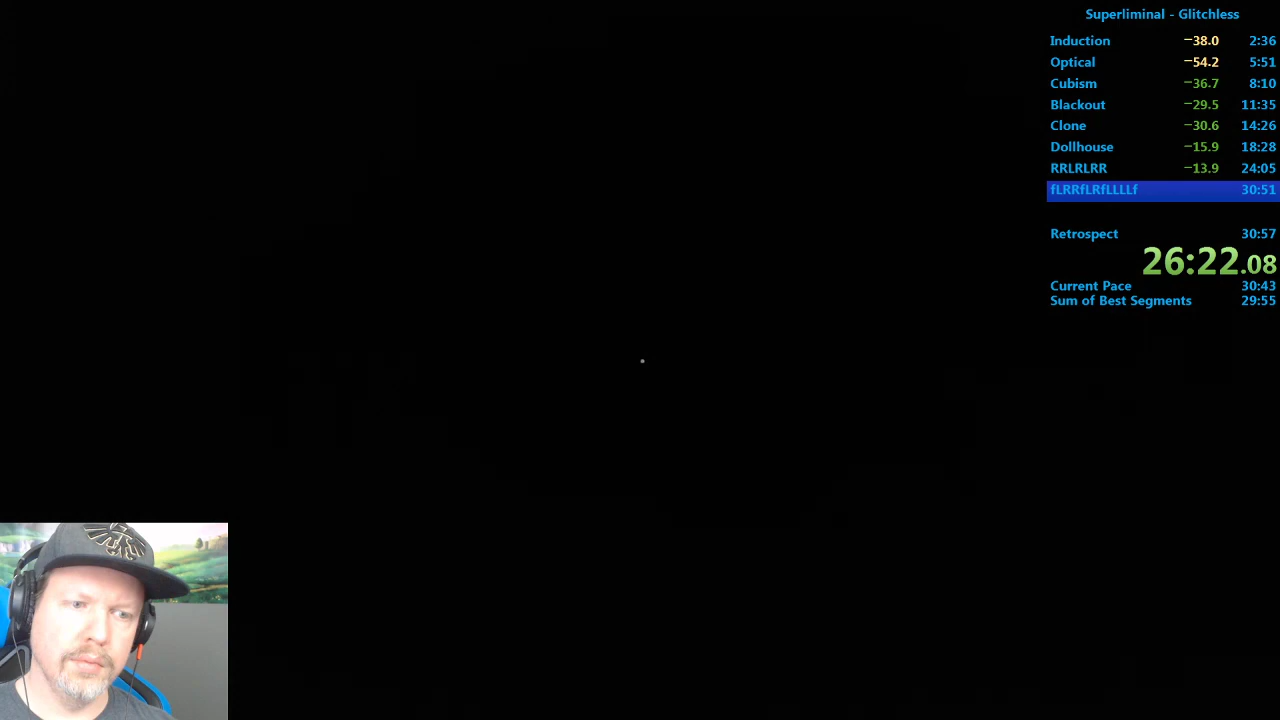 Superliminal - Glitchless
Induction −38.0 2:36
Optical −54.2 5:51
Cubism −36.7 8:10
Blackout −29.5 11:35
Clone −30.6 14:26
Dollhouse −15.9 18:28
RRLRLRR −13.9 24:05
fLRRfLRfLLLLf 30:51
Retrospect 30:57
26:22.08
Current Pace 30:43
Sum of Best Segments 29:55